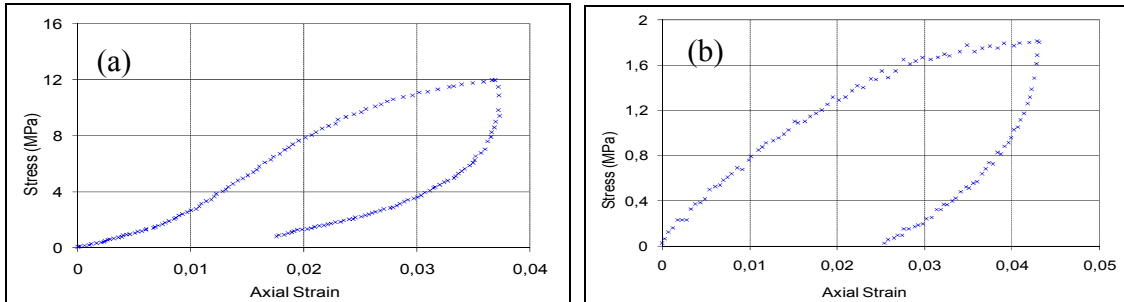 (a)
Stress (MPa)
16
12
8
4
0
0 0,01 0,02 0,03 0,04
Axial Strain
(b)
Stress (MPa)
2
1,6
1,2
0,8
0,4
0
0 0,01 0,02 0,03 0,04 0,05
Axial Strain